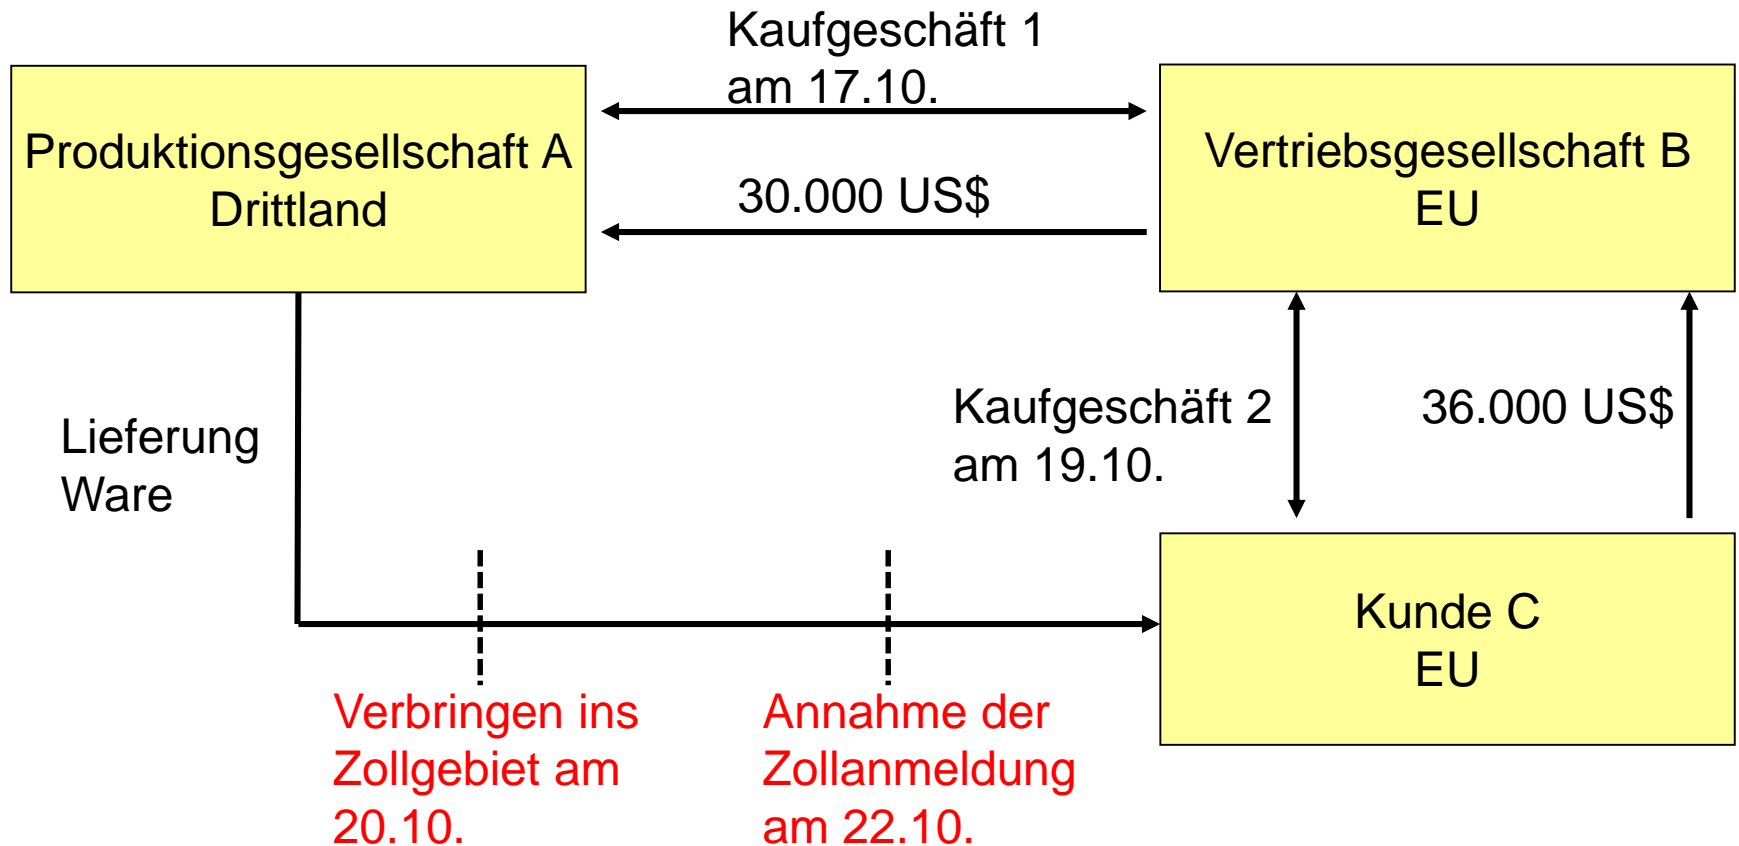 Kaufgeschäft 1
am 17.10.
Produktionsgesellschaft A
Drittland
30.000 US$
Vertriebsgesellschaft B
EU
Lieferung
Ware
Kaufgeschäft 2
am 19.10.
36.000 US$
Kunde C
EU
Verbringen ins
Zollgebiet am
20.10.
Annahme der
Zollanmeldung
am 22.10.